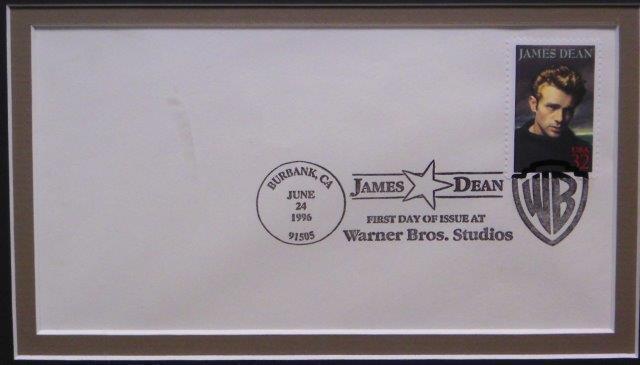 JAMES DEAN
USA
32
BURBANK, CA
JUNE
24
1996
91505
JAMES DEAN
FIRST DAY OF ISSUE AT
Warner Bros. Studios
WB